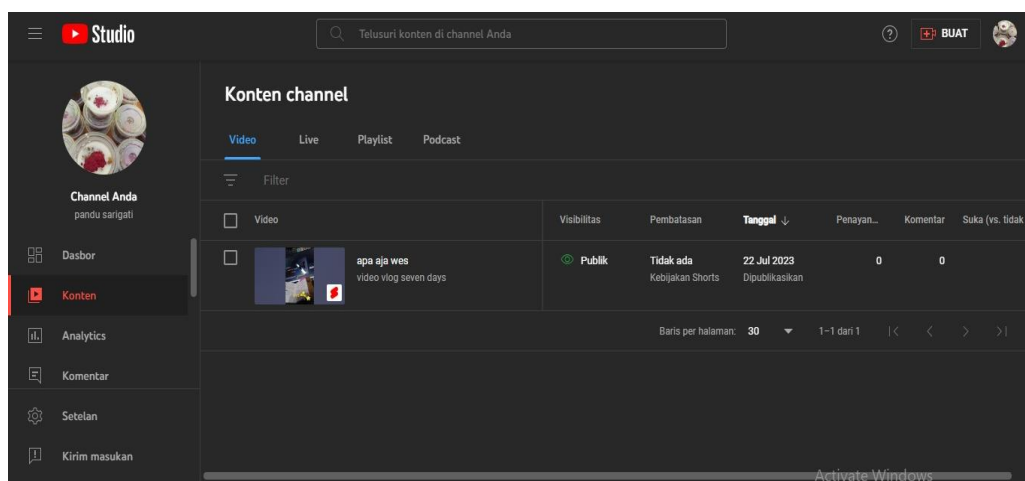 Studio
Telusuri konten di channel Anda
BUAT
Channel Anda
pandu sarigati
Dasbor
Konten
Analytics
Komentar
Setelan
Kirim masukan
Konten channel
Video Live Playlist Podcast
Filter
Video Visibilitas Pembatasan Tanggal Penayan... Komentar Suka (vs. tidak
apa aja wes Publik Tidak ada 22 Jul 2023 0 0
video vlog seven days Kebijakan Shorts Dipublikasikan
Baris per halaman: 30 1–1 dari 1
Activate Windows